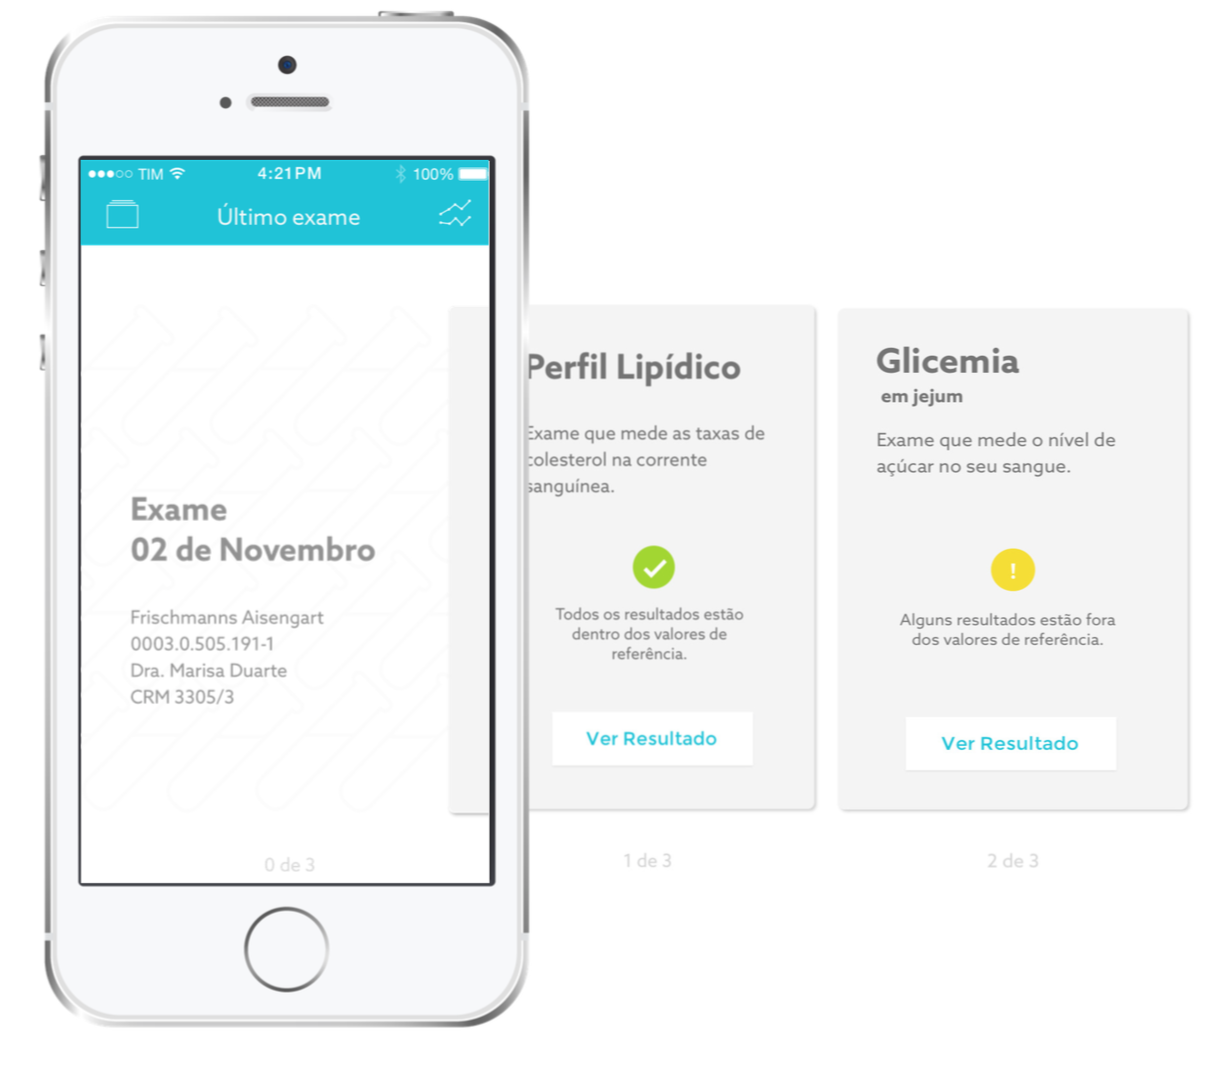 TIM
4:21PM
100%
Último exame
Exame
02 de Novembro
Frischmanns Aisengart
0003.0.505.191-1
Dra. Marisa Duarte
CRM 3305/3
0 de 3
Perfil Lipídico
Exame que mede as taxas de
colesterol na corrente
sanguínea.
Todos os resultados estão
dentro dos valores de
referência.
Ver Resultado
1 de 3
Glicemia
em jejum
Exame que mede o nível de
açúcar no seu sangue.
!
Alguns resultados estão fora
dos valores de referência.
Ver Resultado
2 de 3